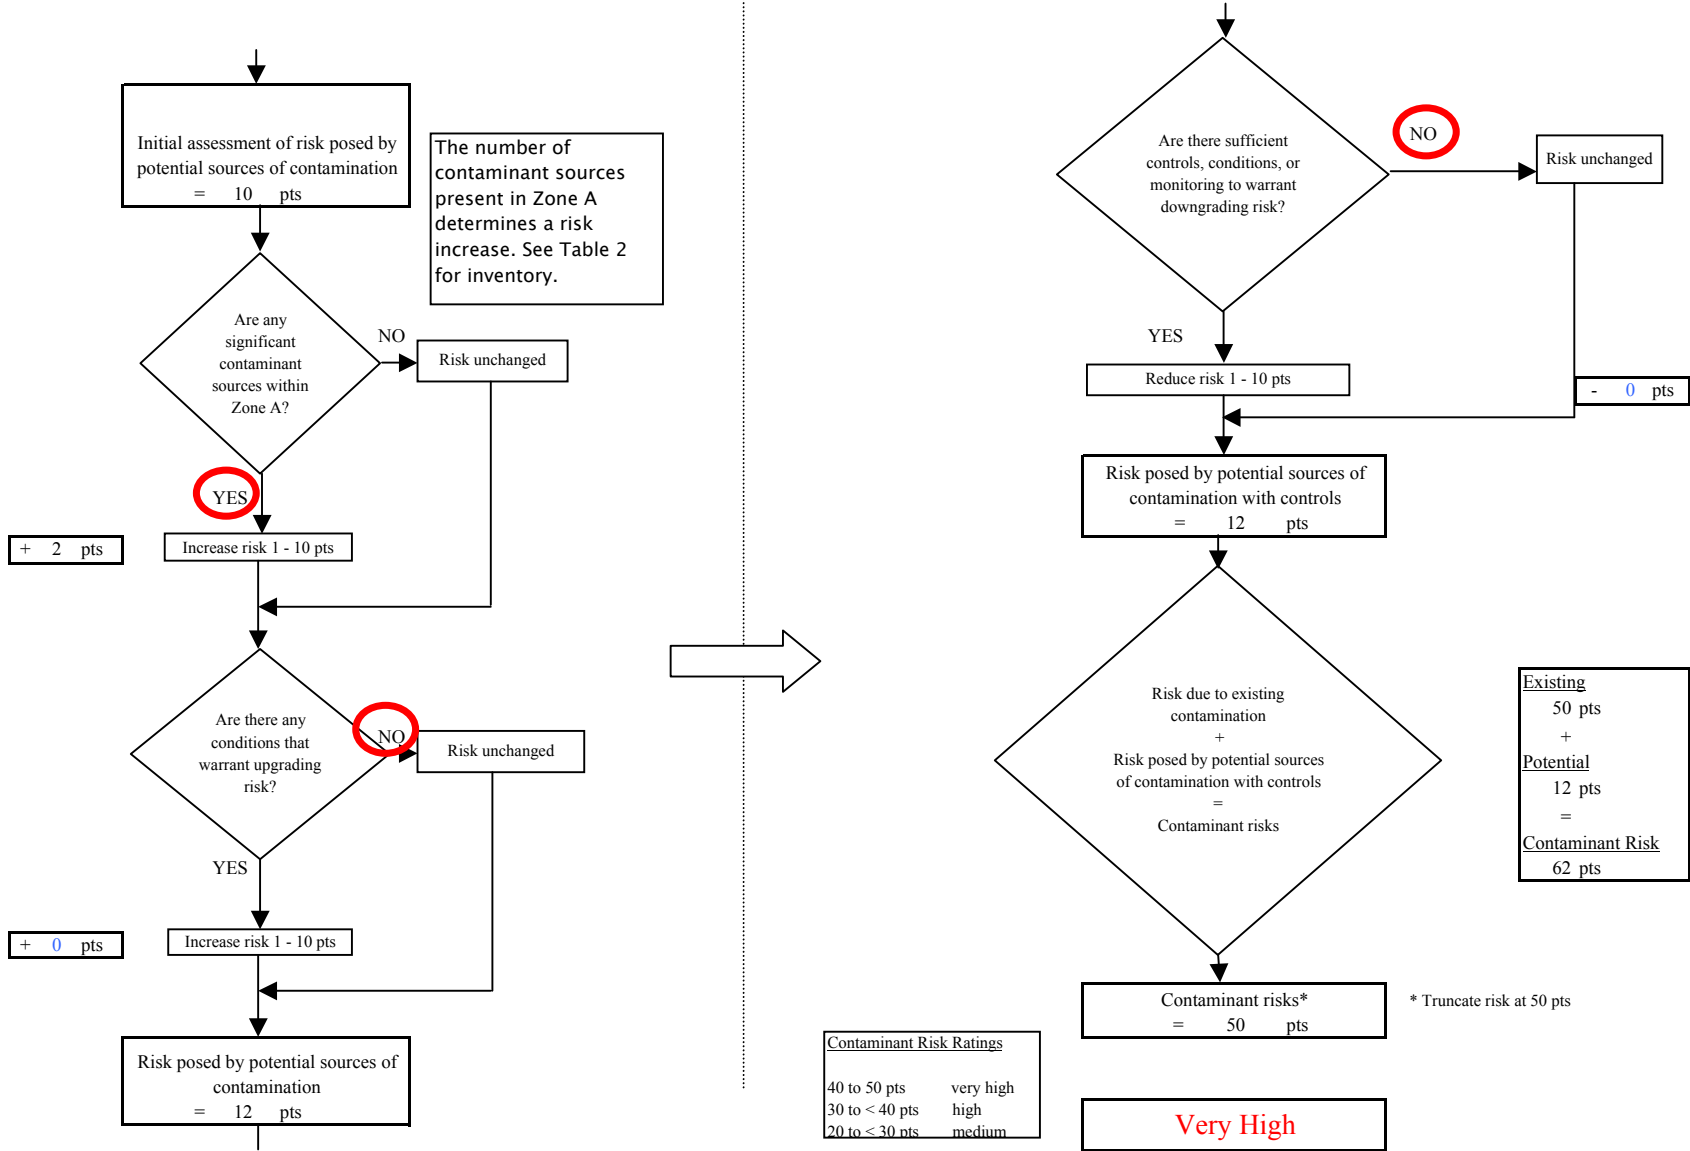 Initial assessment of risk posed by
potential sources of contamination
= 10 pts
The number of
contaminant sources
present in Zone A
determines a risk
increase. See Table 2
for inventory.
Are any
significant
contaminant
sources within
Zone A?
NO
Risk unchanged
YES
+ 2 pts
Increase risk 1 - 10 pts
Are there any
conditions that
warrant upgrading
risk?
NO
Risk unchanged
YES
+ 0 pts
Increase risk 1 - 10 pts
Risk posed by potential sources of
contamination
= 12 pts
Are there sufficient
controls, conditions, or
monitoring to warrant
downgrading risk?
NO
Risk unchanged
YES
Reduce risk 1 - 10 pts
- 0 pts
Risk posed by potential sources of
contamination with controls
= 12 pts
Risk due to existing
contamination
+
Risk posed by potential sources
of contamination with controls
=
Contaminant risks
Existing
50 pts
+
Potential
12 pts
=
Contaminant Risk
62 pts
Contaminant risks*
= 50 pts
* Truncate risk at 50 pts
Contaminant Risk Ratings
40 to 50 pts very high
30 to < 40 pts high
20 to < 30 pts medium
Very High